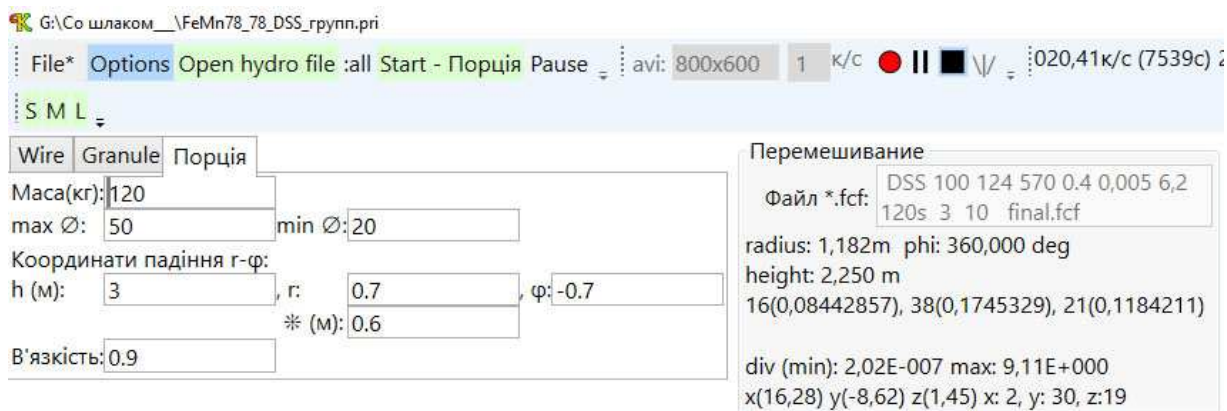 G:\Со шлаком__\FeMn78_78_DSS_групп.pri
File* Options Open hydro file :all Start - Порція Pause avi: 800x600 1 к/с \|/ 020,41к/с (7539с)
S M L
Wire Granule Порція
Маса(кг): 120
max ∅: 50 min ∅: 20
Координати падіння r-φ:
h (м): 3 , r: 0.7 , φ: -0.7
⁜ (м): 0.6
В'язкість: 0.9
Перемешивание
Файл *.fcf: DSS 100 124 570 0.4 0,005 6,2
120s 3 10 final.fcf
radius: 1,182m phi: 360,000 deg
height: 2,250 m
16(0,08442857), 38(0,1745329), 21(0,1184211)
div (min): 2,02E-007 max: 9,11E+000
x(16,28) y(-8,62) z(1,45) x: 2, y: 30, z:19